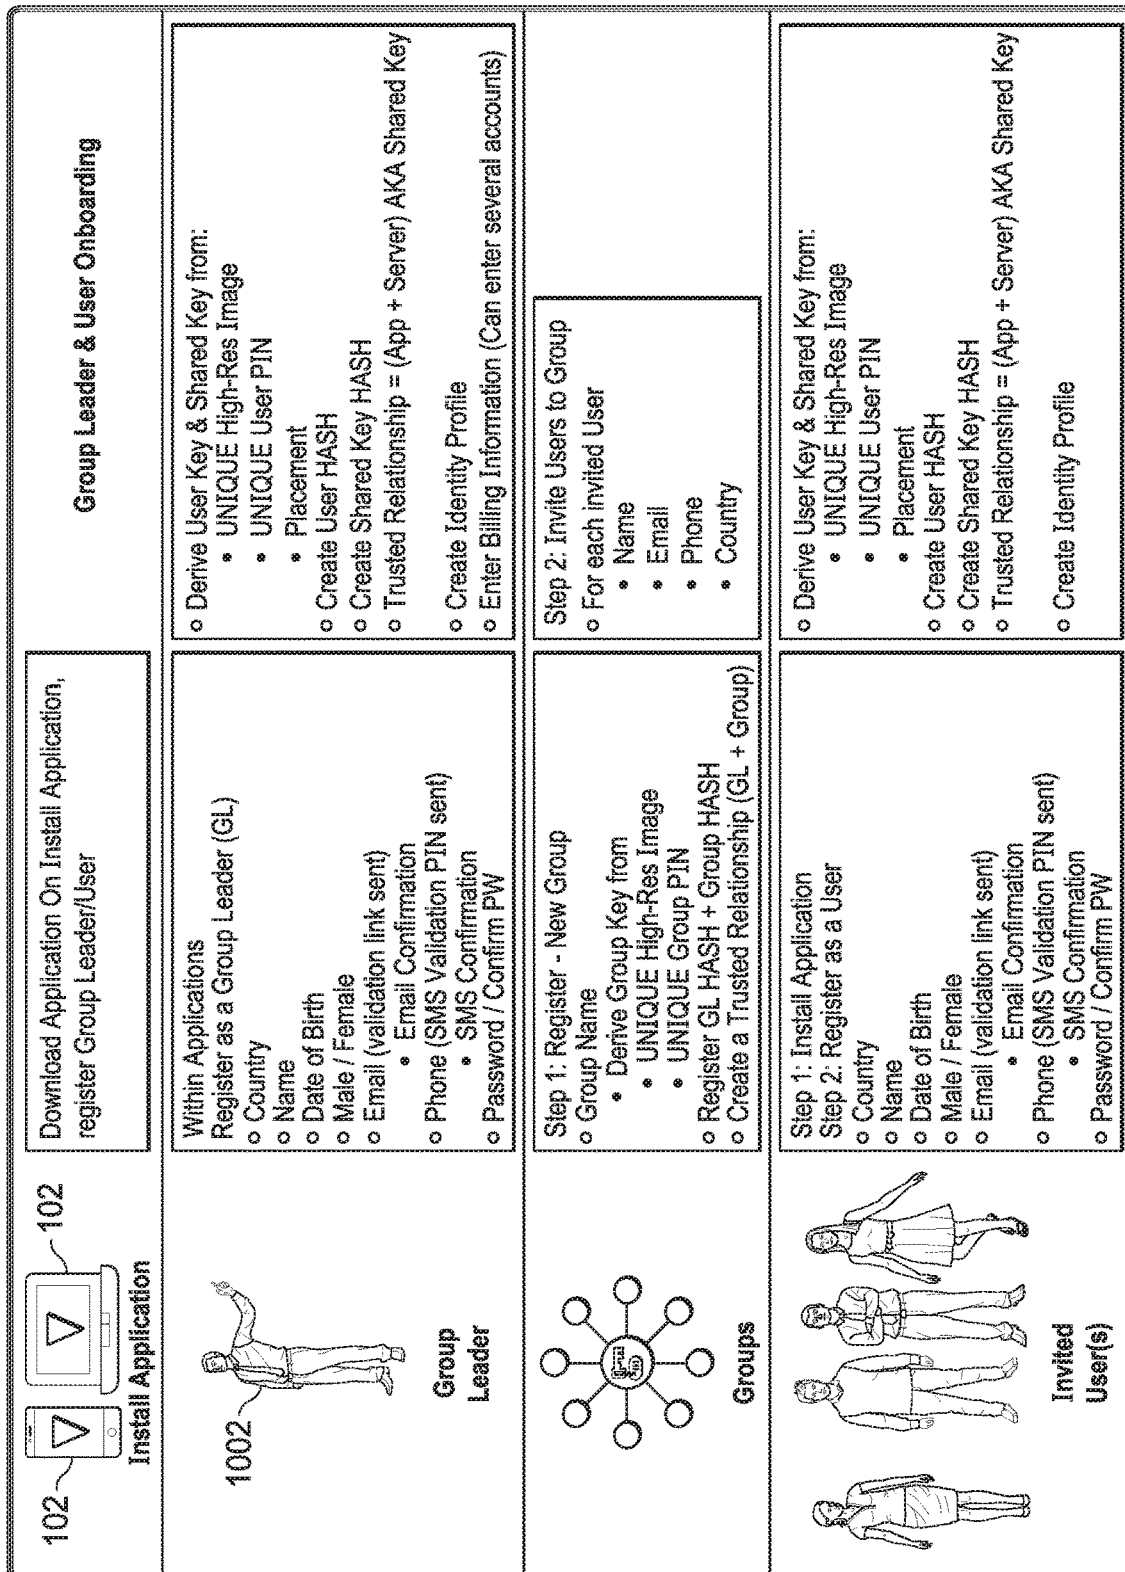 102
102
Install Application
Download Application On Install Application,
register Group Leader/User
Group Leader & User Onboarding
1002
Group
Leader
Within Applications
Register as a Group Leader (GL)
o Country
o Name
o Date of Birth
o Male / Female
o Email (validation link sent)
• Email Confirmation
o Phone (SMS Validation PIN sent)
• SMS Confirmation
o Password / Confirm PW
o Derive User Key & Shared Key from:
• UNIQUE High-Res Image
• UNIQUE User PIN
• Placement
o Create User HASH
o Create Shared Key HASH
o Trusted Relationship = (App + Server) AKA Shared Key
o Create Identity Profile
o Enter Billing Information (Can enter several accounts)
Groups
Step 1: Register - New Group
o Group Name
• Derive Group Key from
• UNIQUE High-Res Image
• UNIQUE Group PIN
o Register GL HASH + Group HASH
o Create a Trusted Relationship (GL + Group)
Step 2: Invite Users to Group
o For each invited User
• Name
• Email
• Phone
• Country
Invited
User(s)
Step 1: Install Application
Step 2: Register as a User
o Country
o Name
o Date of Birth
o Male / Female
o Email (validation link sent)
• Email Confirmation
o Phone (SMS Validation PIN sent)
• SMS Confirmation
o Password / Confirm PW
o Derive User Key & Shared Key from:
• UNIQUE High-Res Image
• UNIQUE User PIN
• Placement
o Create User HASH
o Create Shared Key HASH
o Trusted Relationship = (App + Server) AKA Shared Key
o Create Identity Profile